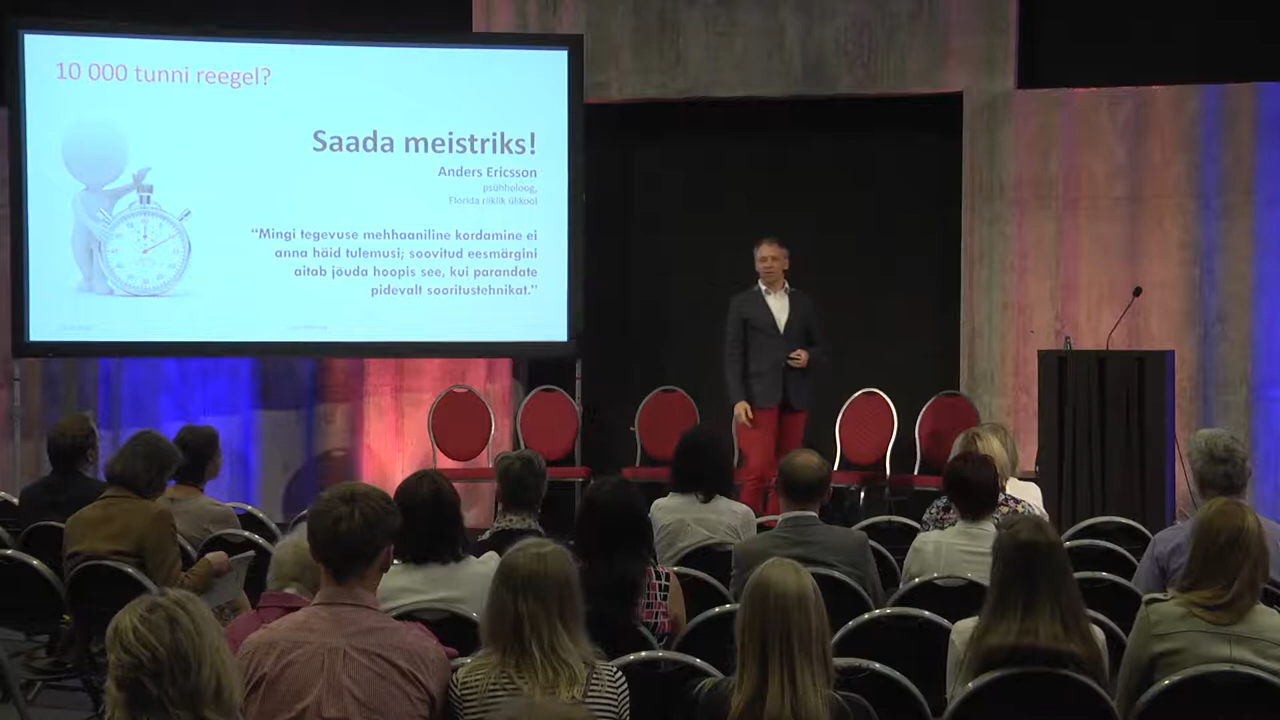 10 000 tunni reegel?
Saada meistriks!
Anders Ericsson
psühholoog,
Florida riiklik ülikool
“Mingi tegevuse mehhaaniline kordamine ei
anna häid tulemusi; soovitud eesmärgini
aitab jõuda hoopis see, kui parandate
pidevalt sooritustehnikat.”